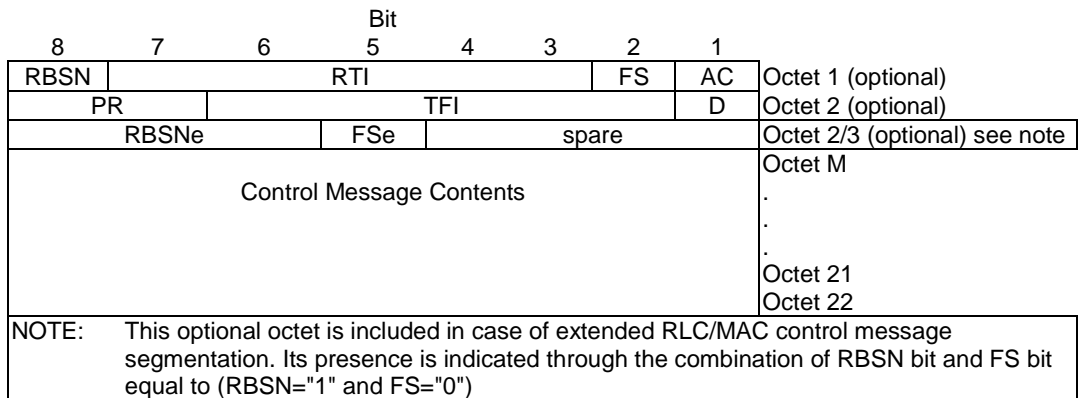 Bit
8 7 6 5 4 3 2 1
RBSN RTI FS AC Octet 1 (optional)
PR TFI D Octet 2 (optional)
RBSNe FSe spare Octet 2/3 (optional) see note
Octet M
Control Message Contents .
.
.
Octet 21
Octet 22
NOTE: This optional octet is included in case of extended RLC/MAC control message
segmentation. Its presence is indicated through the combination of RBSN bit and FS bit
equal to (RBSN="1" and FS="0")